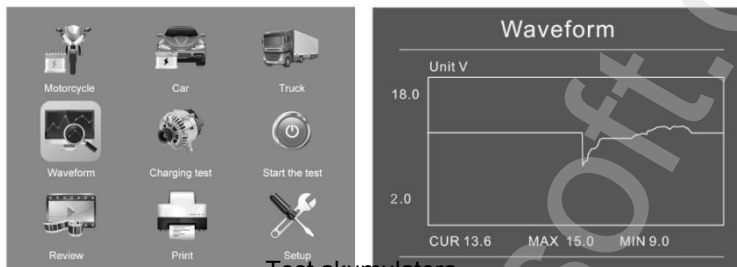 Motorcycle
Car
Truck
Waveform
Charging test
Start the test
Review
Print
Setup
Waveform
Unit V
18.0
2.0
CUR 13.6 MAX 15.0 MIN 9.0